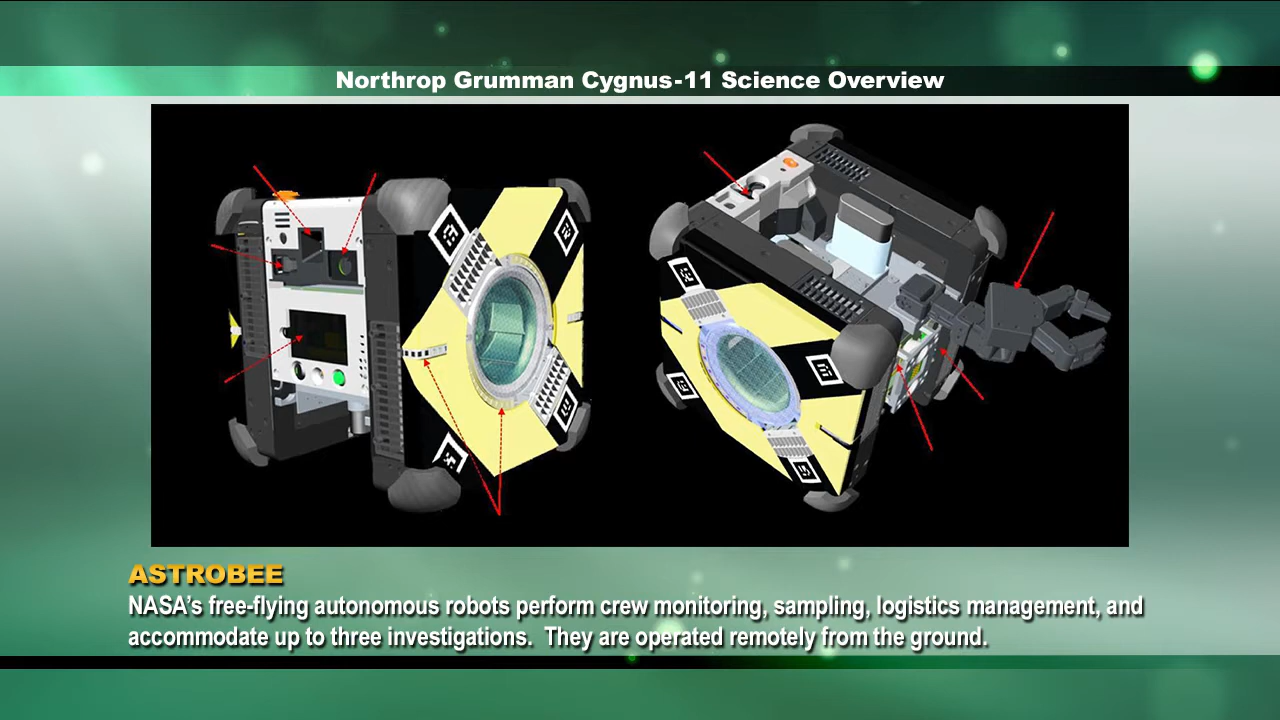 Northrop Grumman Cygnus-11 Science Overview
ASTROBEE
NASA’s free-flying autonomous robots perform crew monitoring, sampling, logistics management, and
accommodate up to three investigations.  They are operated remotely from the ground.